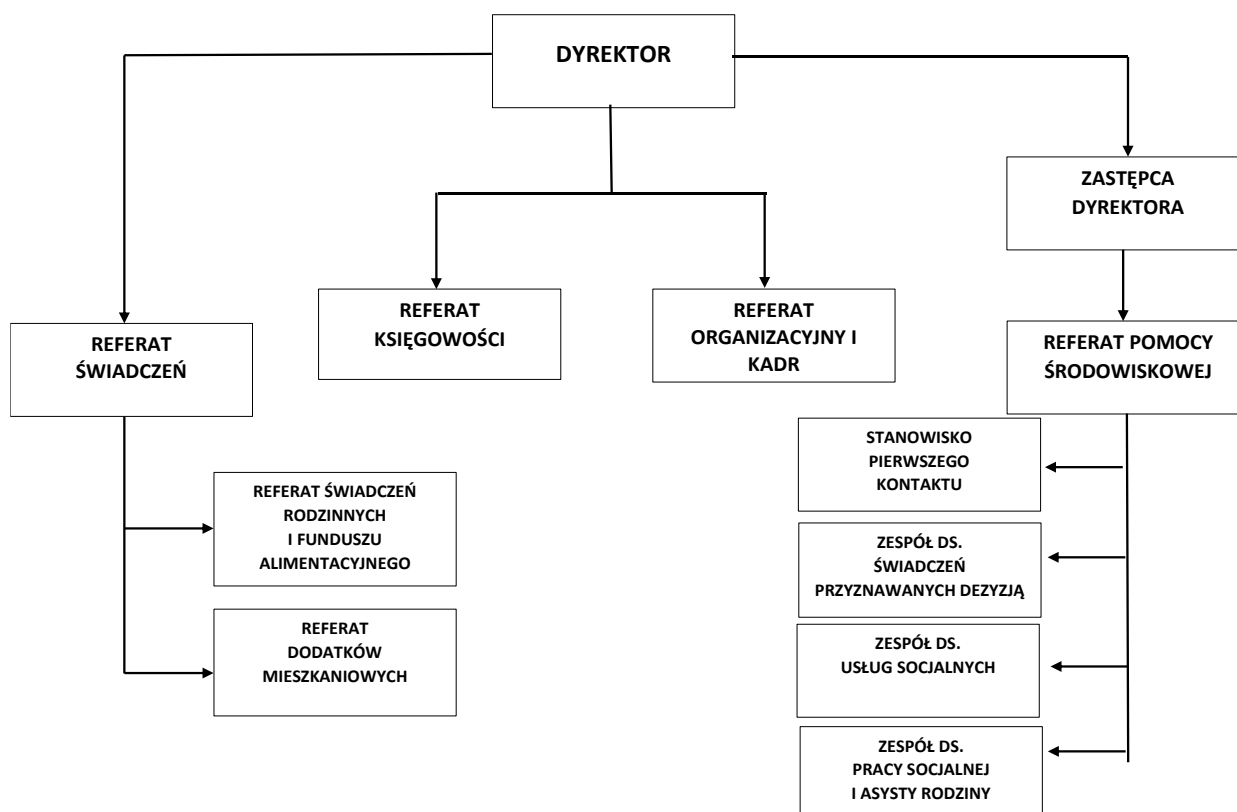 DYREKTOR
ZASTĘPCA
DYREKTORA
REFERAT
KSIĘGOWOŚCI
REFERAT
ORGANIZACYJNY I
KADR
REFERAT
ŚWIADCZEŃ
REFERAT POMOCY
ŚRODOWISKOWEJ
REFERAT ŚWIADCZEŃ
RODZINNYCH
I FUNDUSZU
ALIMENTACYJNEGO
REFERAT
DODATKÓW
MIESZKANIOWYCH
STANOWISKO
PIERWSZEGO
KONTAKTU
ZESPÓŁ DS.
ŚWIADCZEŃ
PRZYZNAWANYCH DEZYZJĄ
ZESPÓŁ DS.
USŁUG SOCJALNYCH
ZESPÓŁ DS.
PRACY SOCJALNEJ
I ASYSTY RODZINY